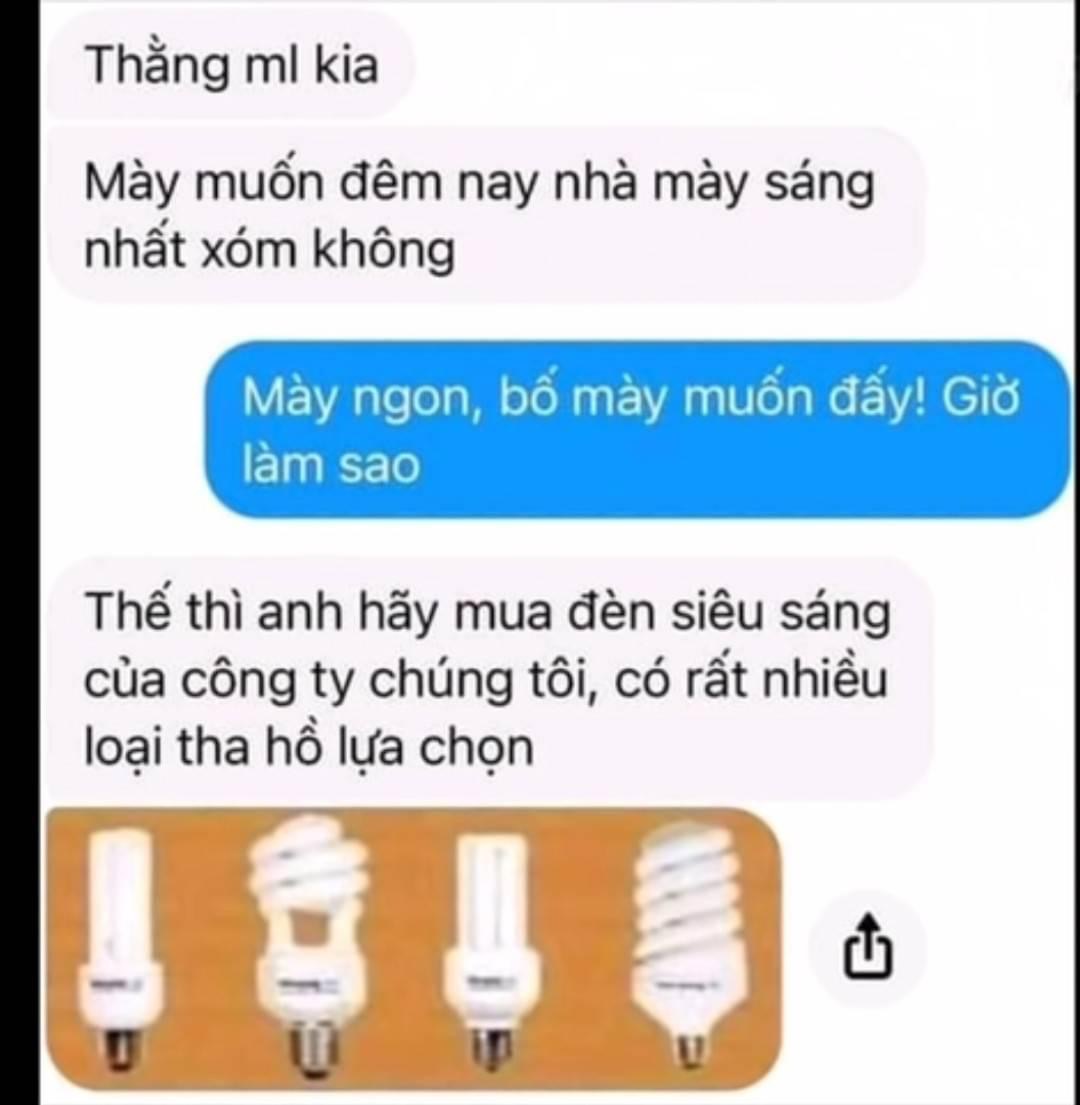 Thằng ml kia
Mày muốn đêm nay nhà mày sáng
nhất xóm không
Mày ngon, bố mày muốn đấy! Giờ
làm sao
Thế thì anh hãy mua đèn siêu sáng
của công ty chúng tôi, có rất nhiều
loại tha hồ lựa chọn